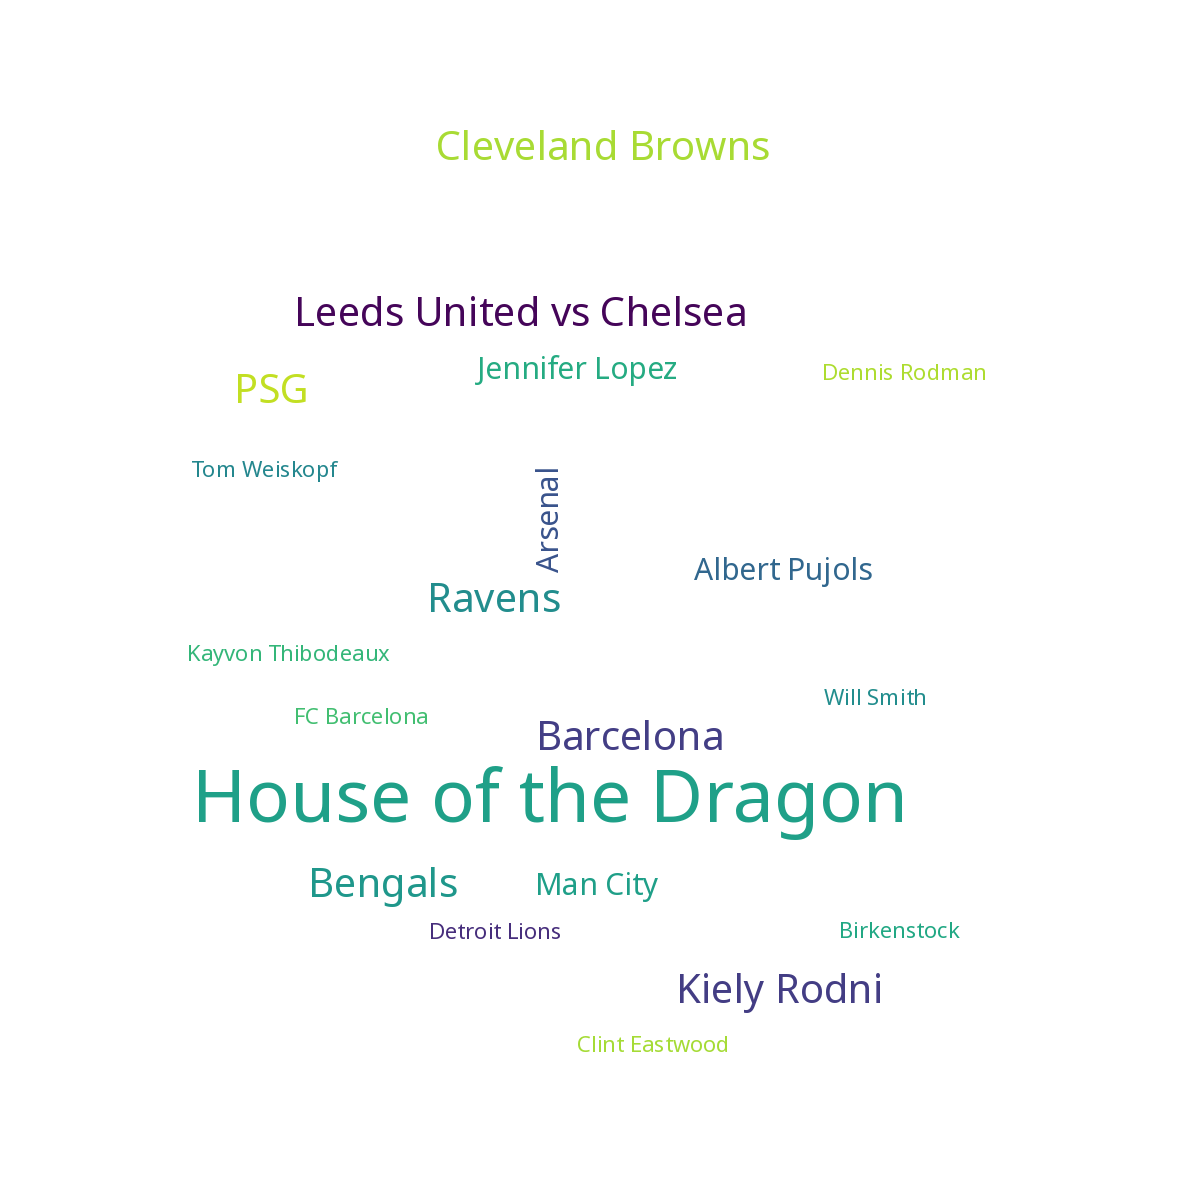 Cleveland Browns
Leeds United vs Chelsea
Jennifer Lopez
Dennis Rodman
PSG
Tom Weiskopf
Arsenal
Albert Pujols
Ravens
Kayvon Thibodeaux
Will Smith
FC Barcelona
Barcelona
House of the Dragon
Bengals
Man City
Detroit Lions
Birkenstock
Kiely Rodni
Clint Eastwood